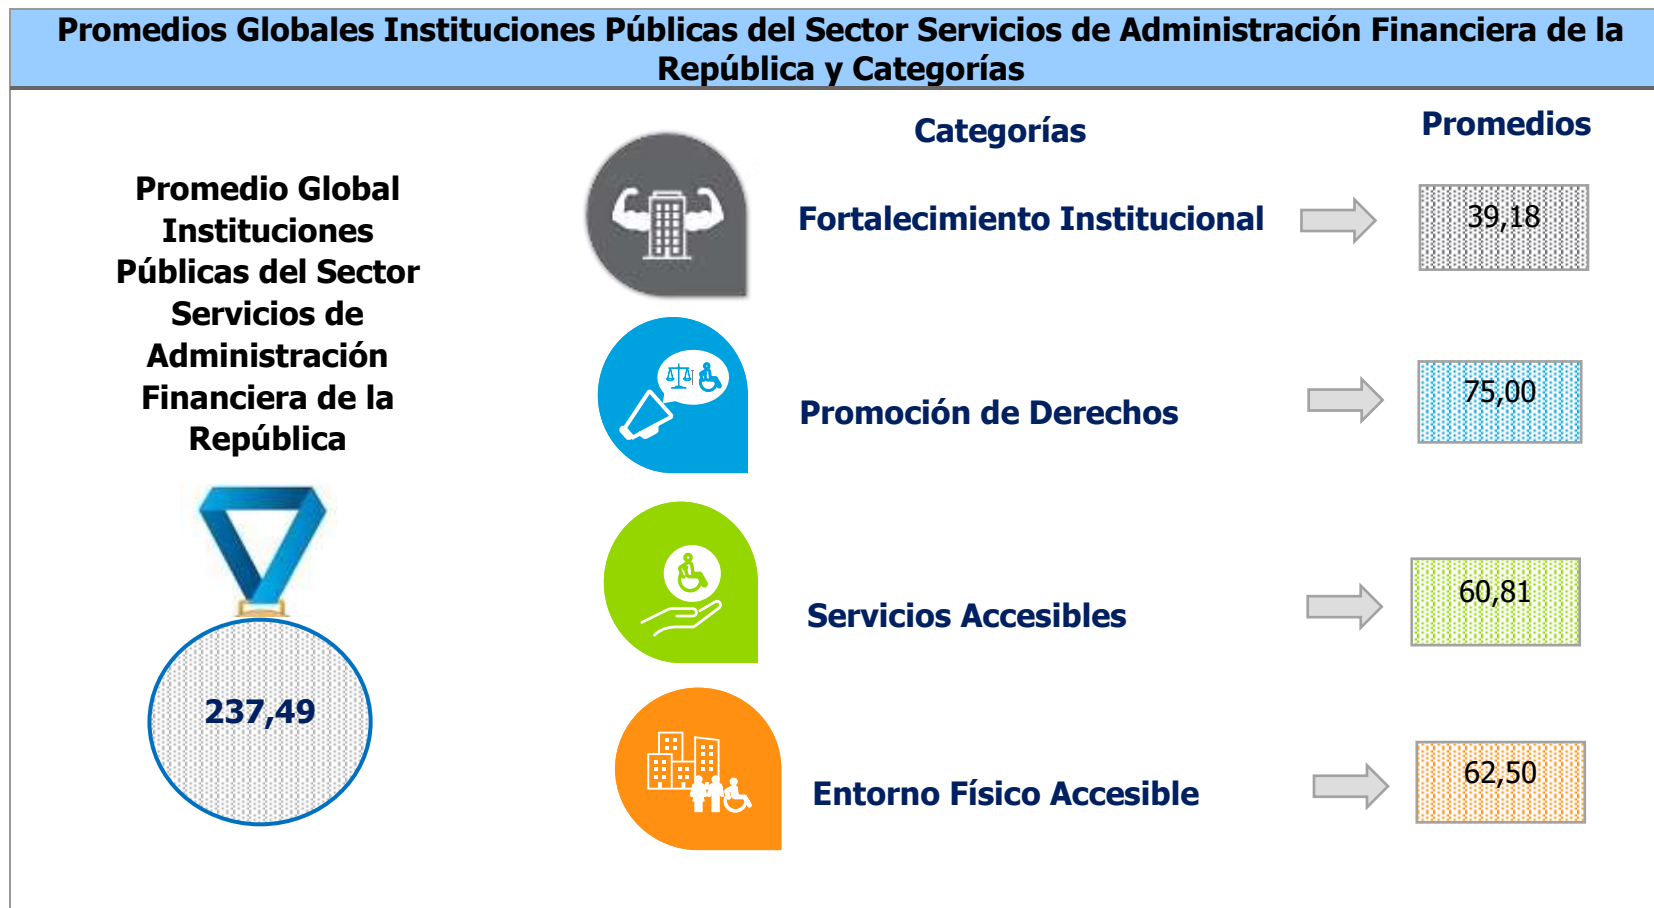 Promedios Globales Instituciones Públicas del Sector Servicios de Administración Financiera de la
República y Categorías
Promedio Global
Instituciones
Públicas del Sector
Servicios de
Administración
Financiera de la
República
237,49
Categorías
Promedios
Fortalecimiento Institucional
39,18
Promoción de Derechos
75,00
Servicios Accesibles
60,81
Entorno Físico Accesible
62,50